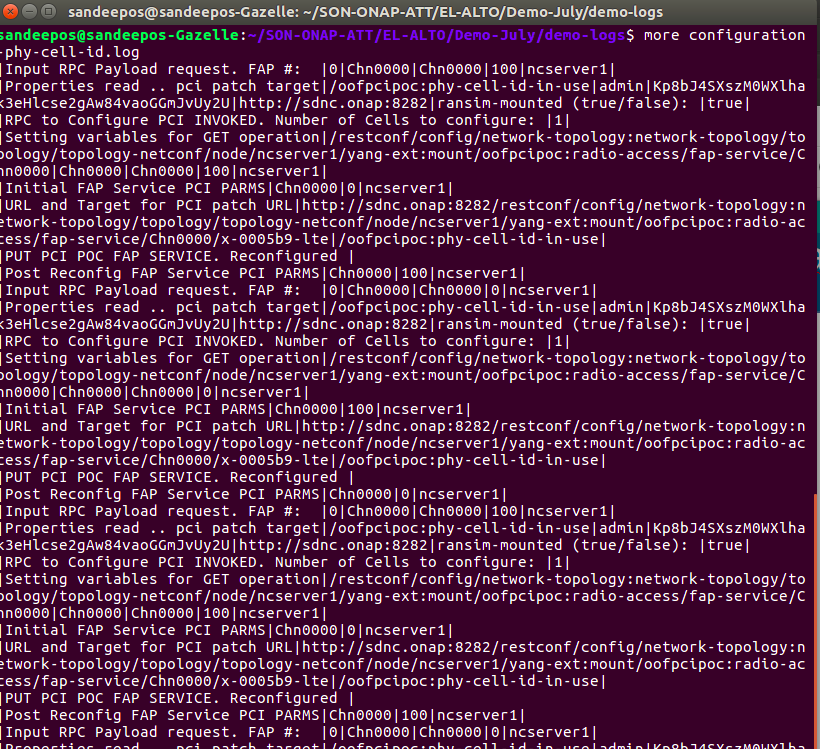 sandeepos@sandeepos-Gazelle: ~/SON-ONAP-ATT/EL-ALTO/Demo-July/demo-logs
sandeepos@sandeepos-Gazelle:~/SON-ONAP-ATT/EL-ALTO/Demo-July/demo-logs$ more configuration
-phy-cell-id.log
|Input RPC Payload request. FAP #:  |0|Chn0000|Chn0000|100|ncserver1|
|Properties read .. pci patch target|/oofpcipoc:phy-cell-id-in-use|admin|Kp8bJ4SXszM0WXlha
k3eHlcse2gAw84vaoGGmJvUy2U|http://sdnc.onap:8282|ransim-mounted (true/false): |true|
|RPC to Configure PCI INVOKED. Number of Cells to configure: |1|
|Setting variables for GET operation|/restconf/config/network-topology:network-topology/to
pology/topology-netconf/node/ncserver1/yang-ext:mount/oofpcipoc:radio-access/fap-service/C
hn0000|Chn0000|Chn0000|100|ncserver1|
|Initial FAP Service PCI PARMS|Chn0000|0|ncserver1|
|URL and Target for PCI patch URL|http://sdnc.onap:8282/restconf/config/network-topology:n
etwork-topology/topology/topology-netconf/node/ncserver1/yang-ext:mount/oofpcipoc:radio-ac
cess/fap-service/Chn0000/x-0005b9-lte|/oofpcipoc:phy-cell-id-in-use|
|PUT PCI POC FAP SERVICE. Reconfigured |
|Post Reconfig FAP Service PCI PARMS|Chn0000|100|ncserver1|
|Input RPC Payload request. FAP #:  |0|Chn0000|Chn0000|0|ncserver1|
|Properties read .. pci patch target|/oofpcipoc:phy-cell-id-in-use|admin|Kp8bJ4SXszM0WXlha
k3eHlcse2gAw84vaoGGmJvUy2U|http://sdnc.onap:8282|ransim-mounted (true/false): |true|
|RPC to Configure PCI INVOKED. Number of Cells to configure: |1|
|Setting variables for GET operation|/restconf/config/network-topology:network-topology/to
pology/topology-netconf/node/ncserver1/yang-ext:mount/oofpcipoc:radio-access/fap-service/C
hn0000|Chn0000|Chn0000|0|ncserver1|
|Initial FAP Service PCI PARMS|Chn0000|100|ncserver1|
|URL and Target for PCI patch URL|http://sdnc.onap:8282/restconf/config/network-topology:n
etwork-topology/topology/topology-netconf/node/ncserver1/yang-ext:mount/oofpcipoc:radio-ac
cess/fap-service/Chn0000/x-0005b9-lte|/oofpcipoc:phy-cell-id-in-use|
|PUT PCI POC FAP SERVICE. Reconfigured |
|Post Reconfig FAP Service PCI PARMS|Chn0000|0|ncserver1|
|Input RPC Payload request. FAP #:  |0|Chn0000|Chn0000|100|ncserver1|
|Properties read .. pci patch target|/oofpcipoc:phy-cell-id-in-use|admin|Kp8bJ4SXszM0WXlha
k3eHlcse2gAw84vaoGGmJvUy2U|http://sdnc.onap:8282|ransim-mounted (true/false): |true|
|RPC to Configure PCI INVOKED. Number of Cells to configure: |1|
|Setting variables for GET operation|/restconf/config/network-topology:network-topology/to
pology/topology-netconf/node/ncserver1/yang-ext:mount/oofpcipoc:radio-access/fap-service/C
hn0000|Chn0000|Chn0000|100|ncserver1|
|Initial FAP Service PCI PARMS|Chn0000|0|ncserver1|
|URL and Target for PCI patch URL|http://sdnc.onap:8282/restconf/config/network-topology:n
etwork-topology/topology/topology-netconf/node/ncserver1/yang-ext:mount/oofpcipoc:radio-ac
cess/fap-service/Chn0000/x-0005b9-lte|/oofpcipoc:phy-cell-id-in-use|
|PUT PCI POC FAP SERVICE. Reconfigured |
|Post Reconfig FAP Service PCI PARMS|Chn0000|100|ncserver1|
|Input RPC Payload request. FAP #:  |0|Chn0000|Chn0000|0|ncserver1|
|Properties read .. pci patch target|/oofpcipoc:phy-cell-id-in-use|admin|Kp8bJ4SXszM0WXlha